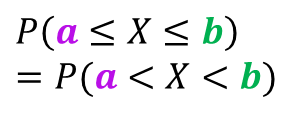 P(a ≤ X ≤ b)
= P(a < X < b)